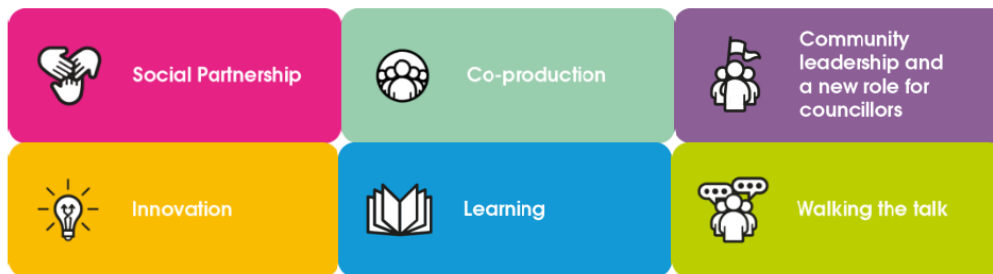 Social Partnership
Co-production
Community
leadership and
a new role for
councillors
Innovation
Learning
Walking the talk